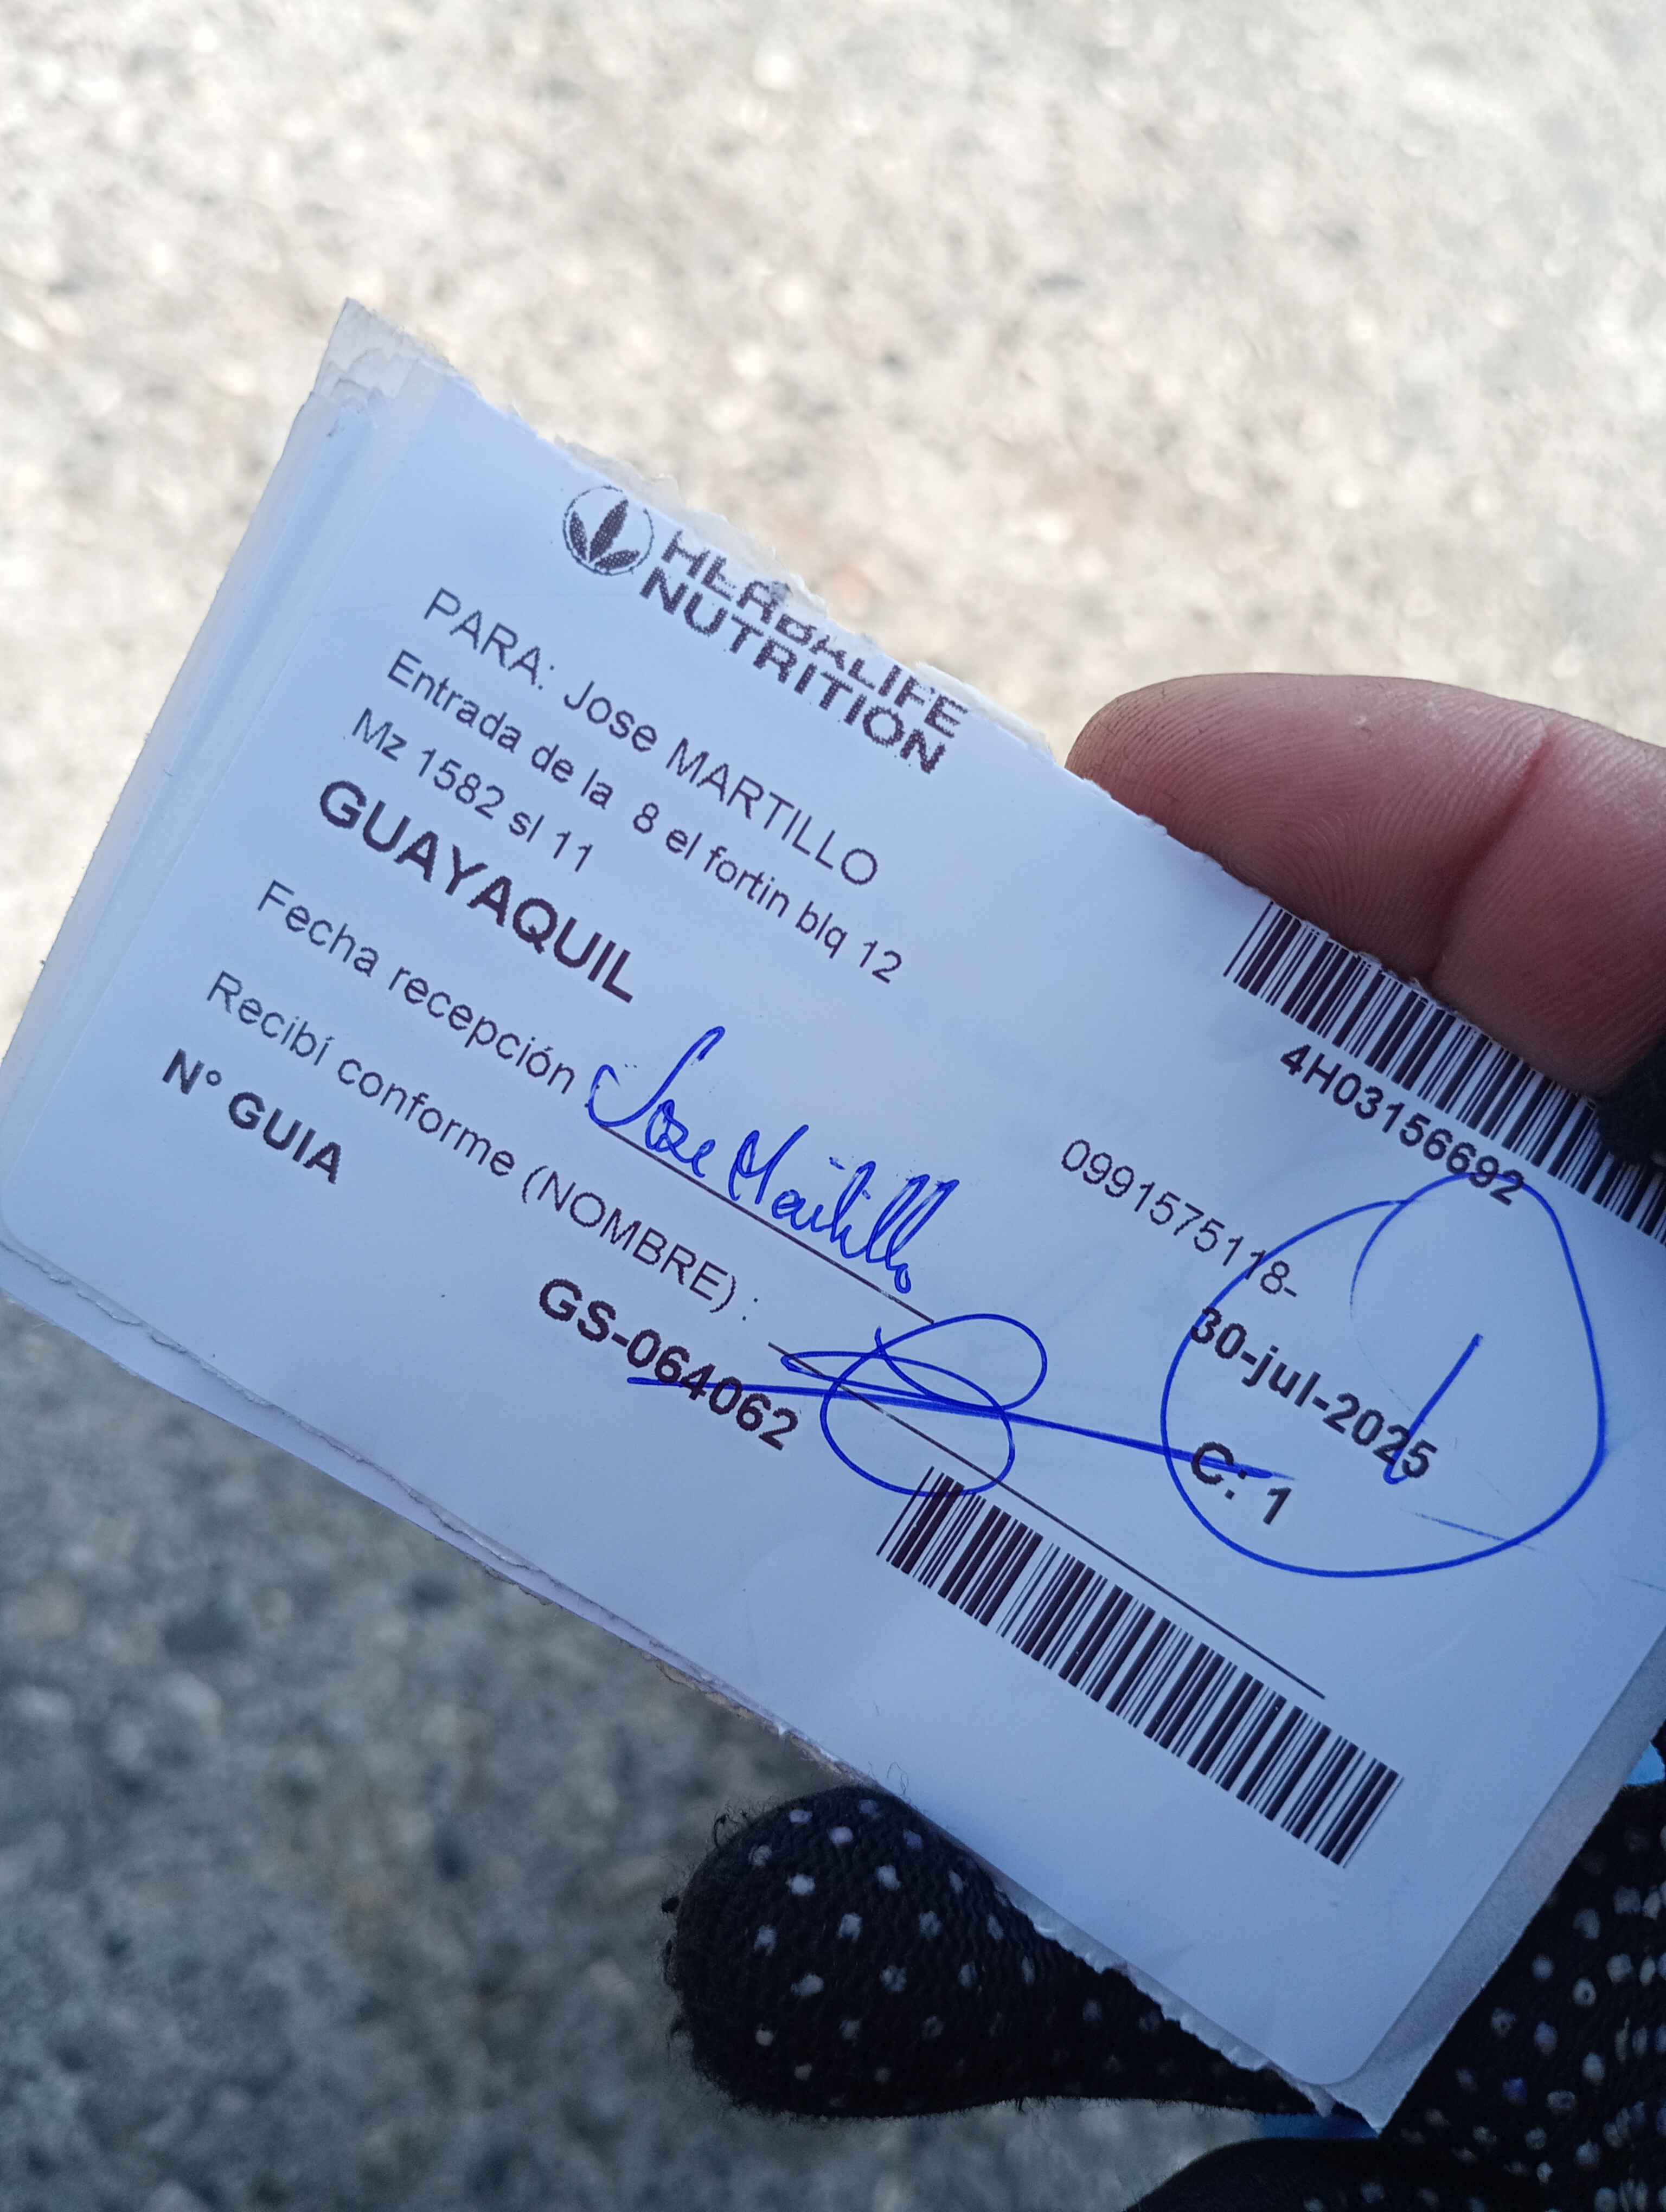 HERBALIFE
NUTRITION
PARA: Jose MARTILLO
Entrada de la 8 el fortin blq 12
Mz 1582 sl 11
GUAYAQUIL
4H03156692
0991575118-
Fecha recepción Jose Martillo
30-jul-2025
Recibí conforme (NOMBRE) :
C: 1
N° GUIA GS-064062
1